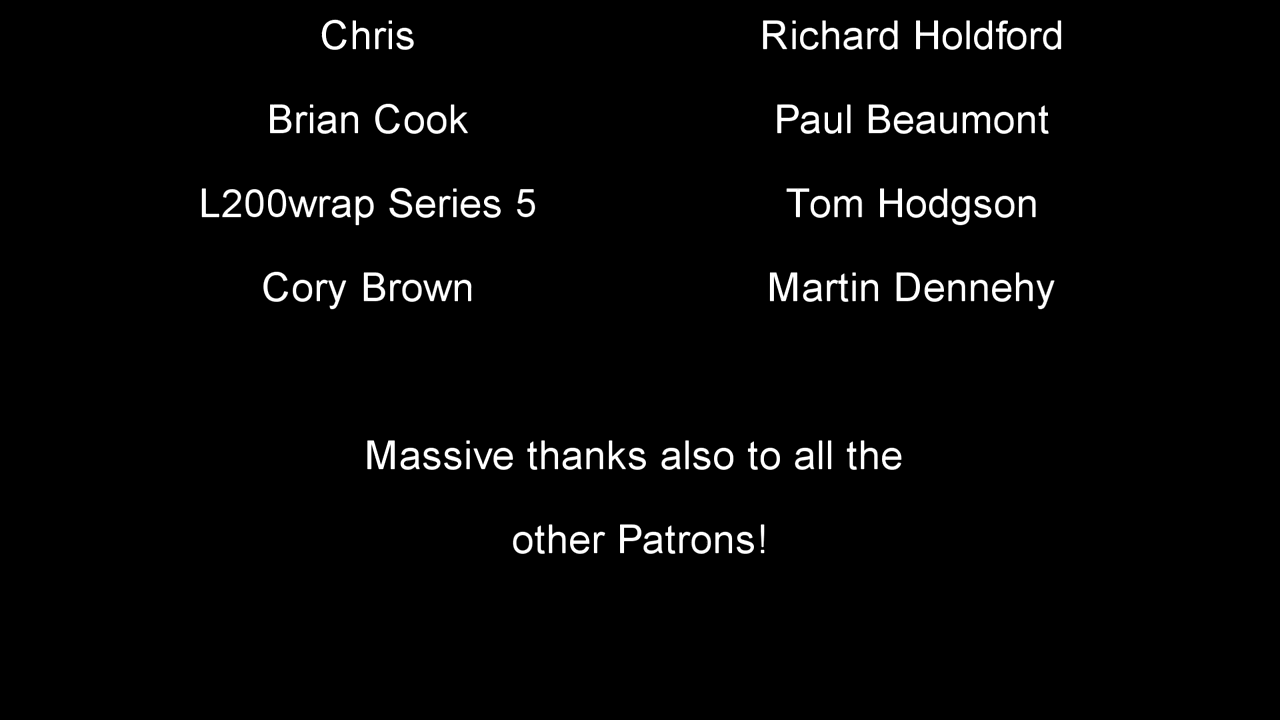 Chris Richard Holdford
Brian Cook Paul Beaumont
L200wrap Series 5 Tom Hodgson
Cory Brown Martin Dennehy
Massive thanks also to all the
other Patrons!